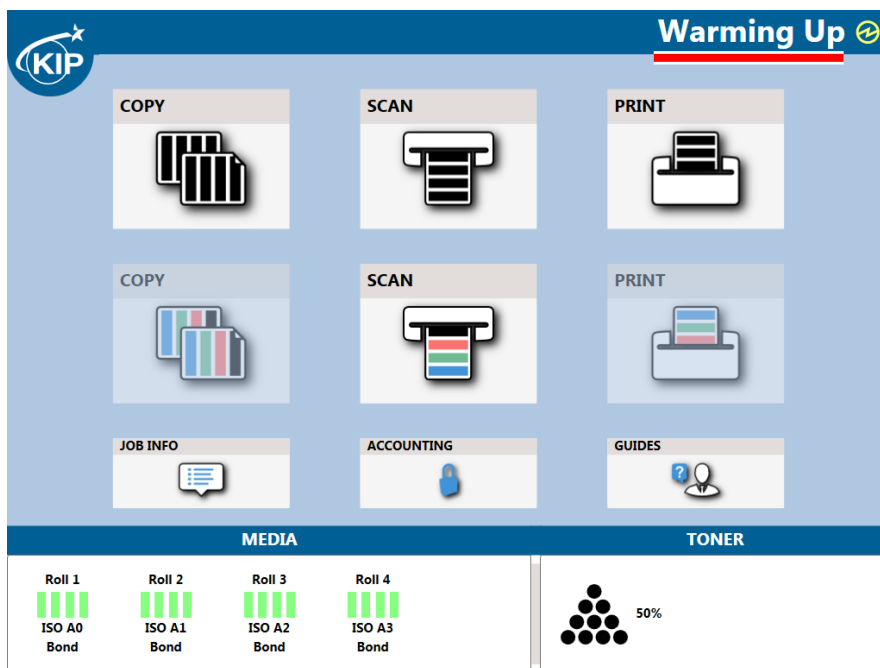 KIP
Warming Up
COPY
SCAN
PRINT
COPY
SCAN
PRINT
JOB INFO
ACCOUNTING
GUIDES
?
MEDIA
TONER
Roll 1
Roll 2
Roll 3
Roll 4
ISO A0
ISO A1
ISO A2
ISO A3
Bond
Bond
Bond
Bond
50%